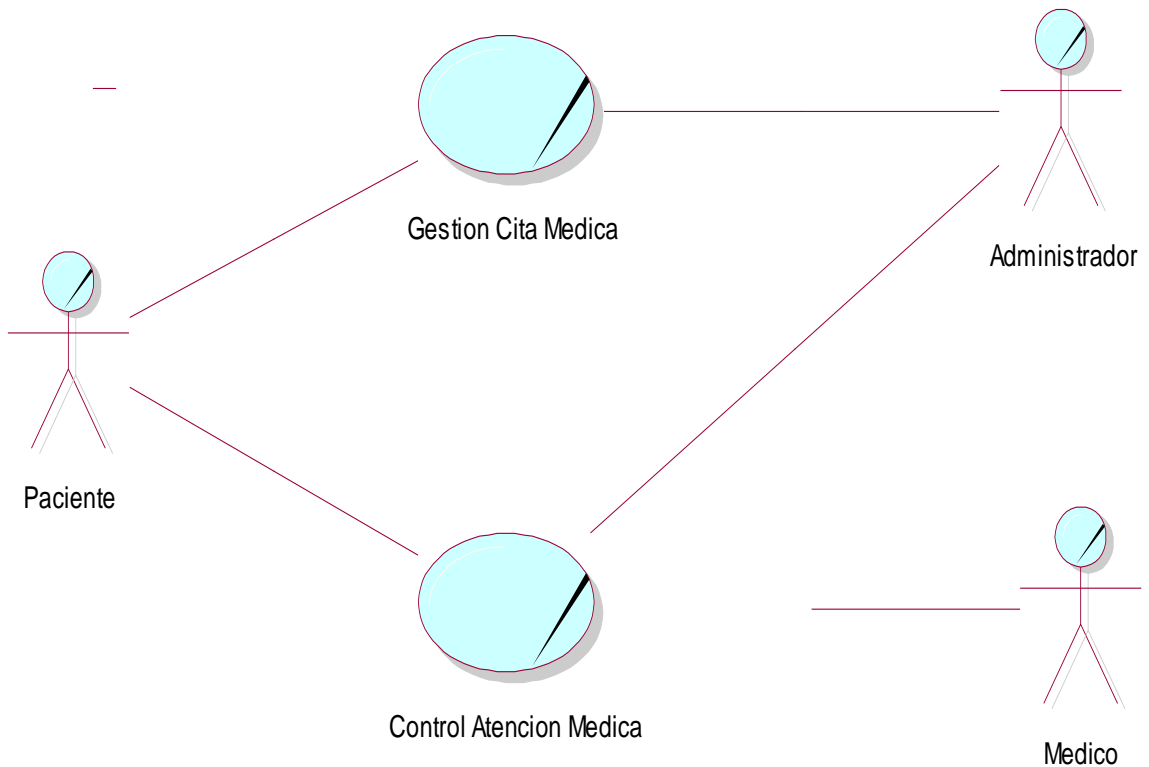 Gestion Cita Medica
Administrador
Paciente
Control Atencion Medica
Medico